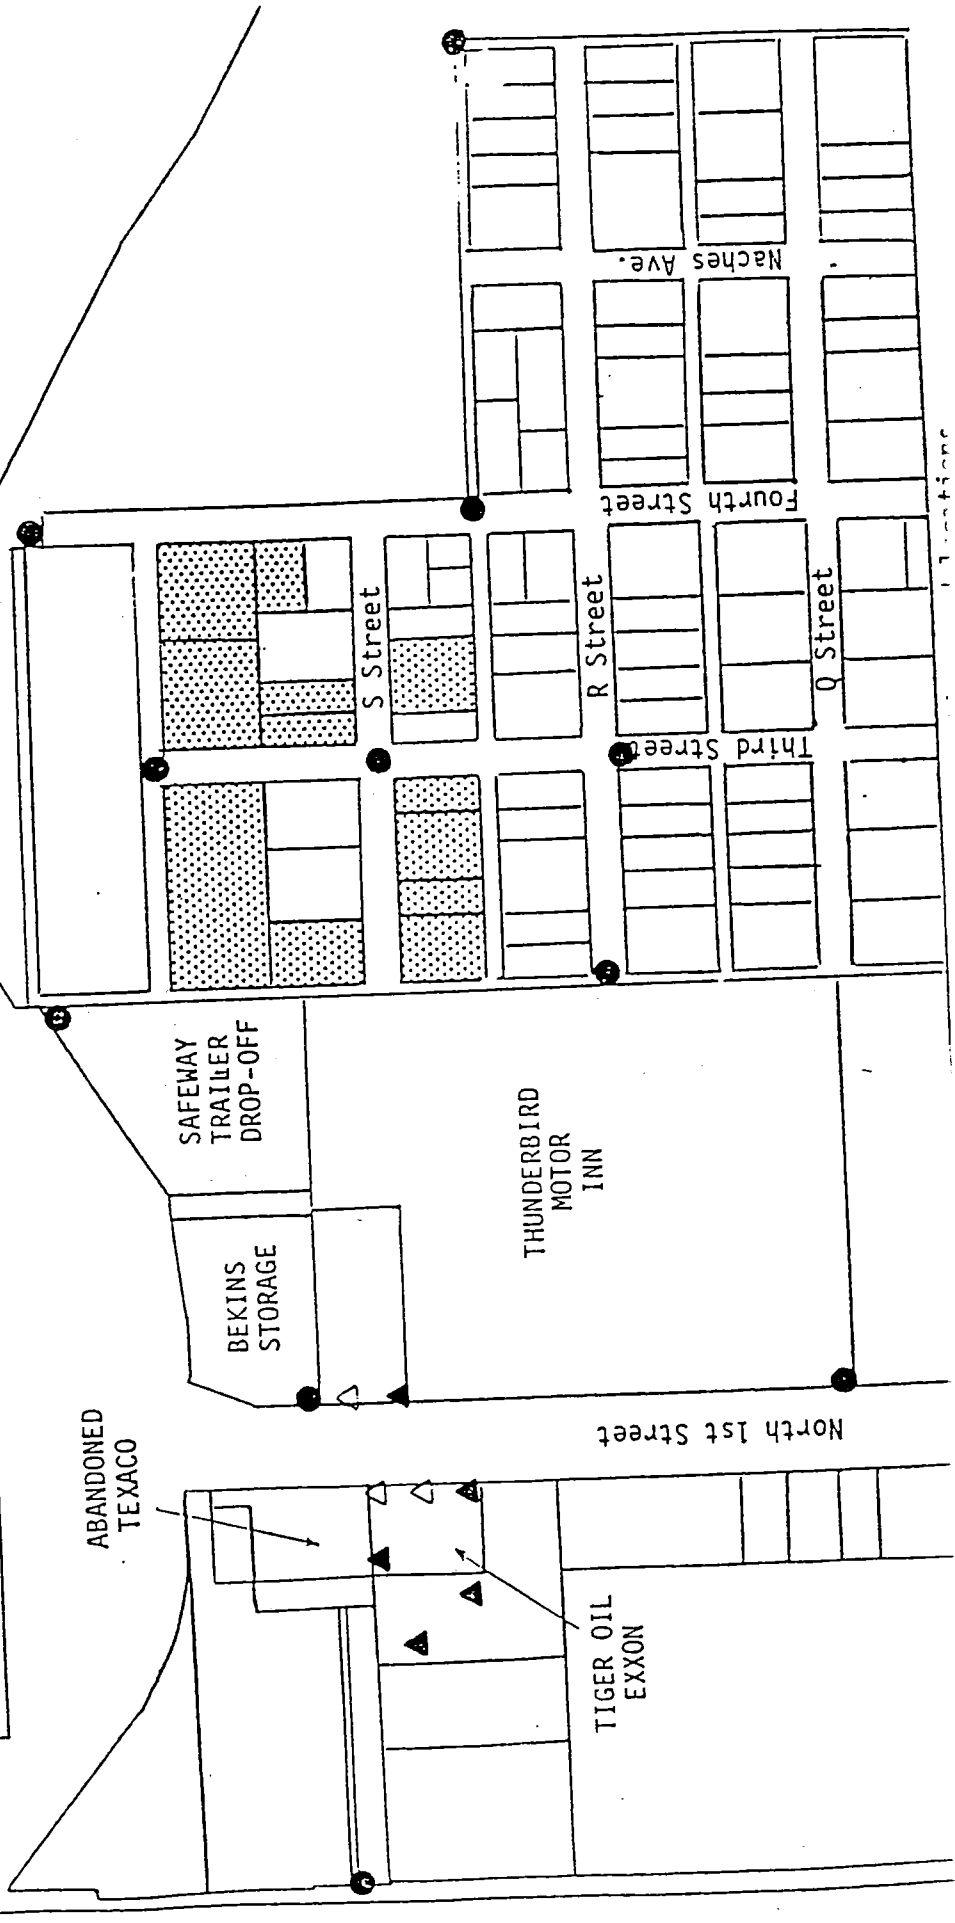 ABANDONED
TEXACO
BEKINS
STORAGE
SAFEWAY
TRAILER
DROP-OFF
THUNDERBIRD
MOTOR
INN
TIGER OIL
EXXON
North 1st Street
S Street
R Street
Q Street
Third Street
Fourth Street
Naches Ave.